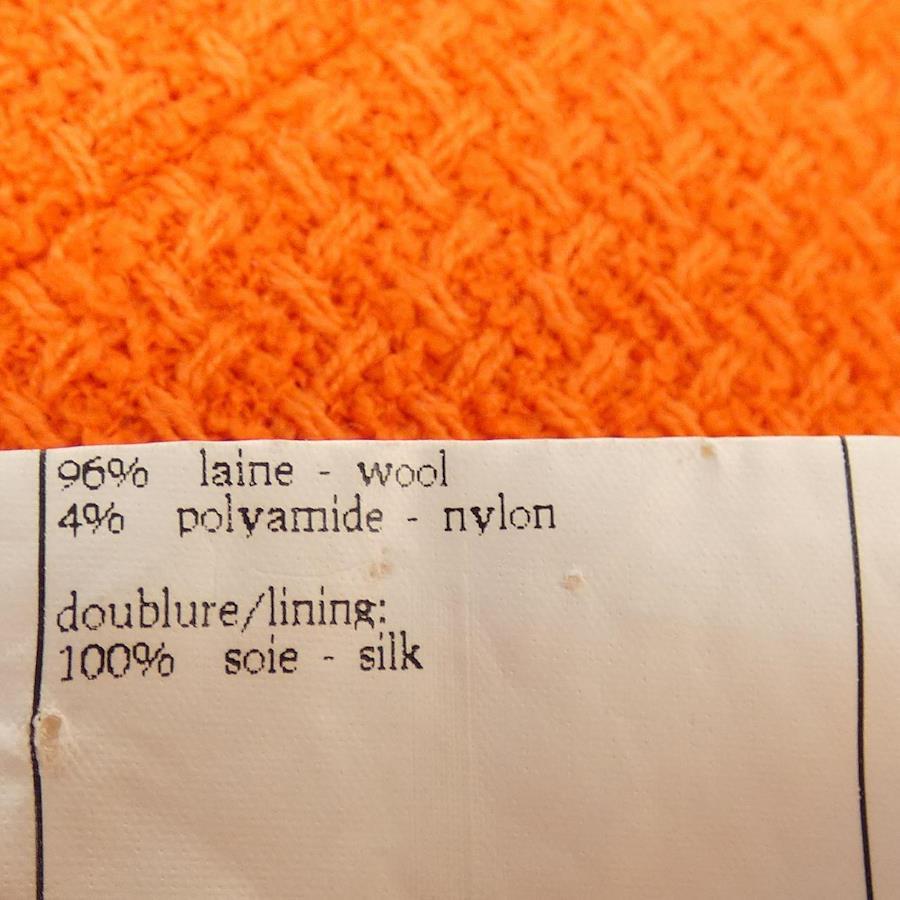 96% laine - wool
4% polyamide - nylon
doublure/lining:
100% soie - silk